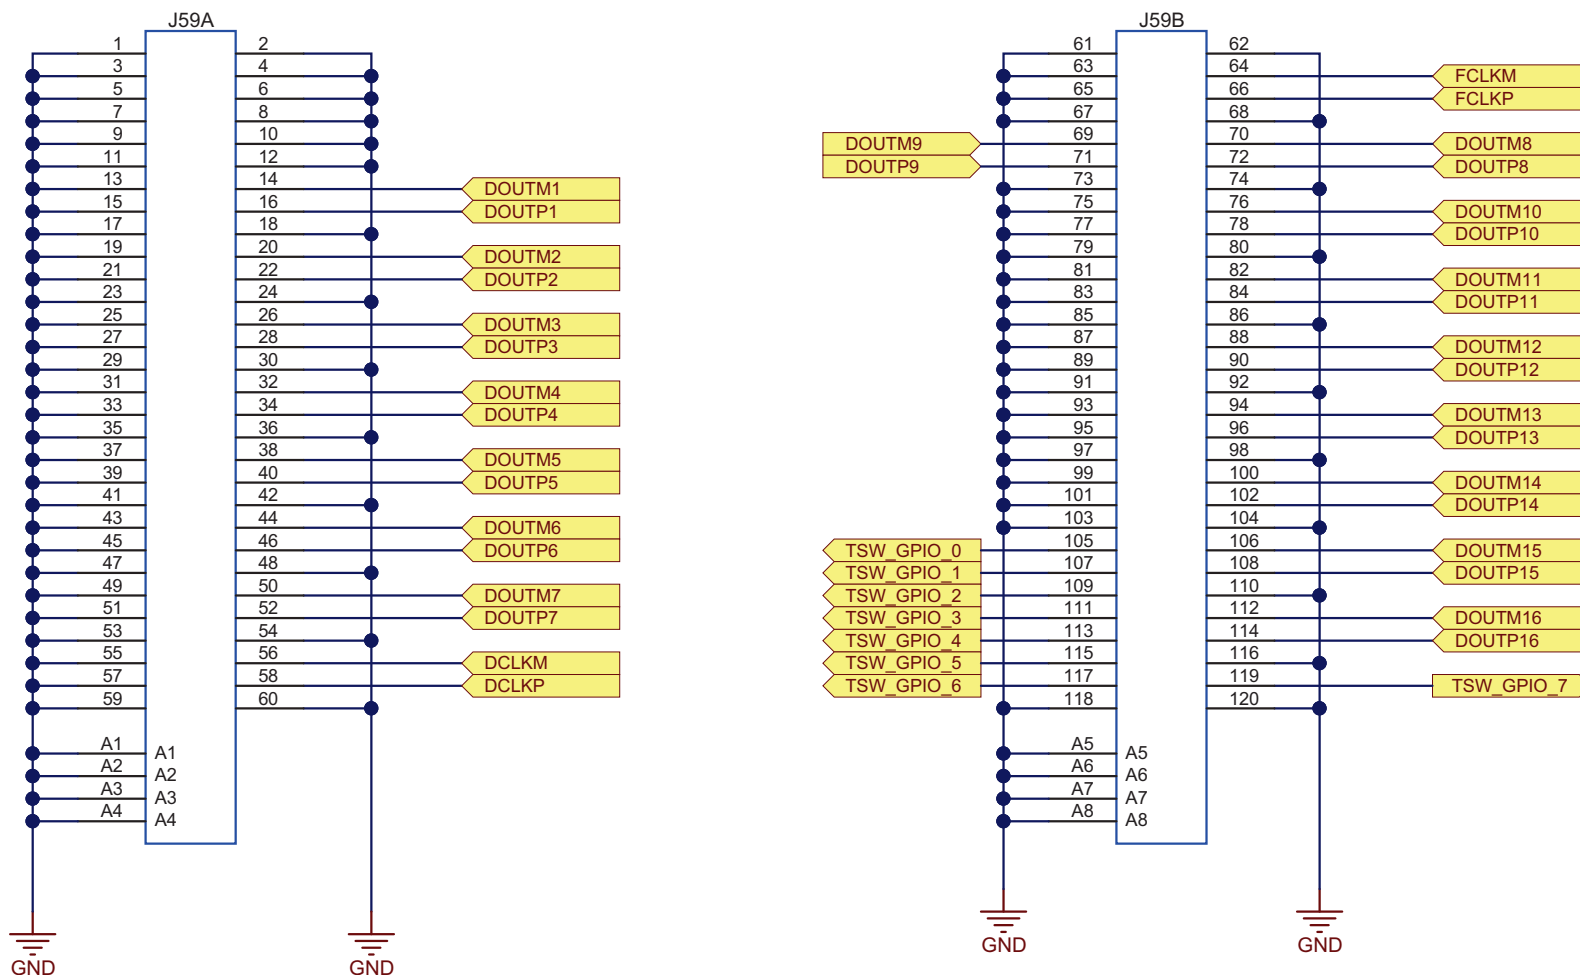 J59A J59B
1 2 61 62
3 4 63 64 FCLKM
5 6 65 66 FCLKP
7 8 67 68
9 10 DOUTM9 69 70 DOUTM8
11 12 DOUTP9 71 72 DOUTP8
13 14 DOUTM1 73 74
15 16 DOUTP1 75 76 DOUTM10
17 18 77 78 DOUTP10
19 20 DOUTM2 79 80
21 22 DOUTP2 81 82 DOUTM11
23 24 83 84 DOUTP11
25 26 DOUTM3 85 86
27 28 DOUTP3 87 88 DOUTM12
29 30 89 90 DOUTP12
31 32 DOUTM4 91 92
33 34 DOUTP4 93 94 DOUTM13
35 36 95 96 DOUTP13
37 38 DOUTM5 97 98
39 40 DOUTP5 99 100 DOUTM14
41 42 101 102 DOUTP14
43 44 DOUTM6 103 104
45 46 DOUTP6 TSW_GPIO_0 105 106 DOUTM15
47 48 TSW_GPIO_1 107 108 DOUTP15
49 50 DOUTM7 TSW_GPIO_2 109 110
51 52 DOUTP7 TSW_GPIO_3 111 112 DOUTM16
53 54 TSW_GPIO_4 113 114 DOUTP16
55 56 DCLKM TSW_GPIO_5 115 116
57 58 DCLKP TSW_GPIO_6 117 119 TSW_GPIO_7
59 60 118 120
A1 A1 A5 A5
A2 A2 A6 A6
A3 A3 A7 A7
A4 A4 A8 A8
GND GND GND GND